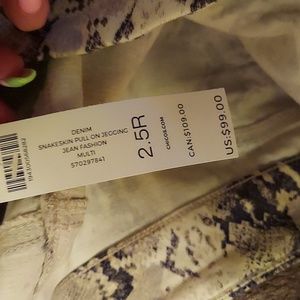 DENIM
SNAKESKIN PULL ON JEGGING
JEAN FASHION
MULTI
570297841
2.5R
CHICOS.COM
CAN:$109.00
US:$99.00